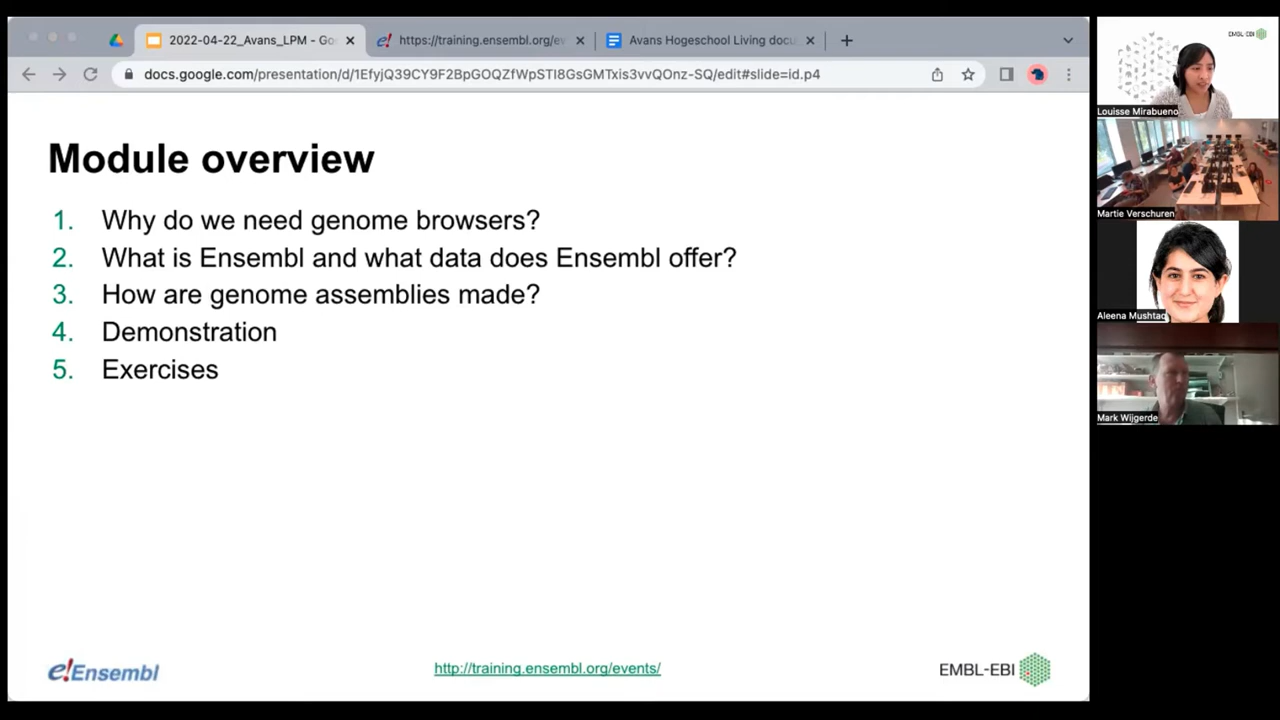 2022-04-22_Avans_LPM - Go
https://training.ensembl.org/ev
Avans Hogeschool Living docu
docs.google.com/presentation/d/1EfyjQ39CY9F2BpGOQZfWpSTI8GsGMTxis3vvQOnz-SQ/edit#slide=id.p4
Module overview
1. Why do we need genome browsers?
2. What is Ensembl and what data does Ensembl offer?
3. How are genome assemblies made?
4. Demonstration
5. Exercises
e!Ensembl
http://training.ensembl.org/events/
EMBL-EBI
EMBL-EBI
Louisse Mirabueno
Martie Verschuren
Aleena Mushtaq
Mark Wijgerde